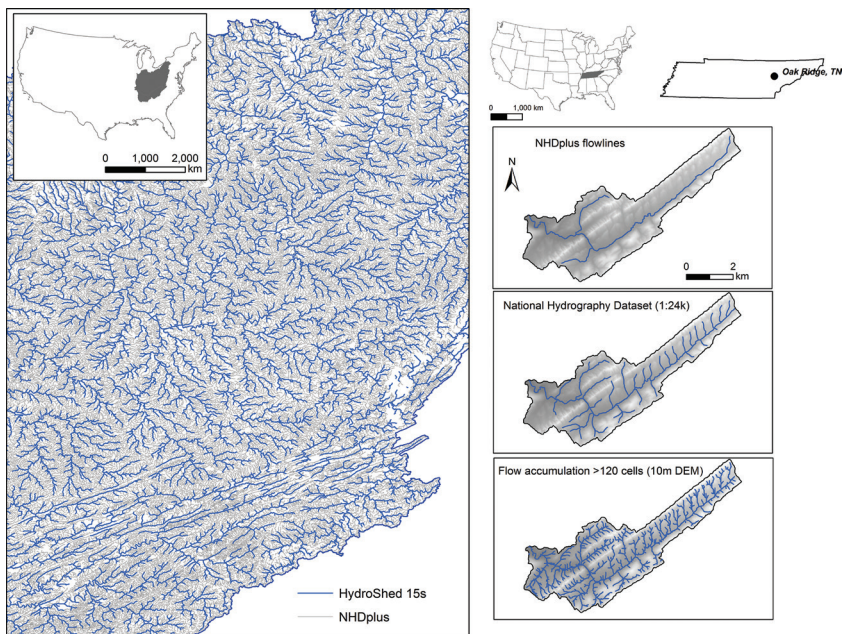 0 1,000 2,000
km
HydroShed 15s
NHDplus
Oak Ridge, TN
0 1,000 km
NHDplus flowlines
N
0 2
km
National Hydrography Dataset (1:24k)
Flow accumulation >120 cells (10m DEM)